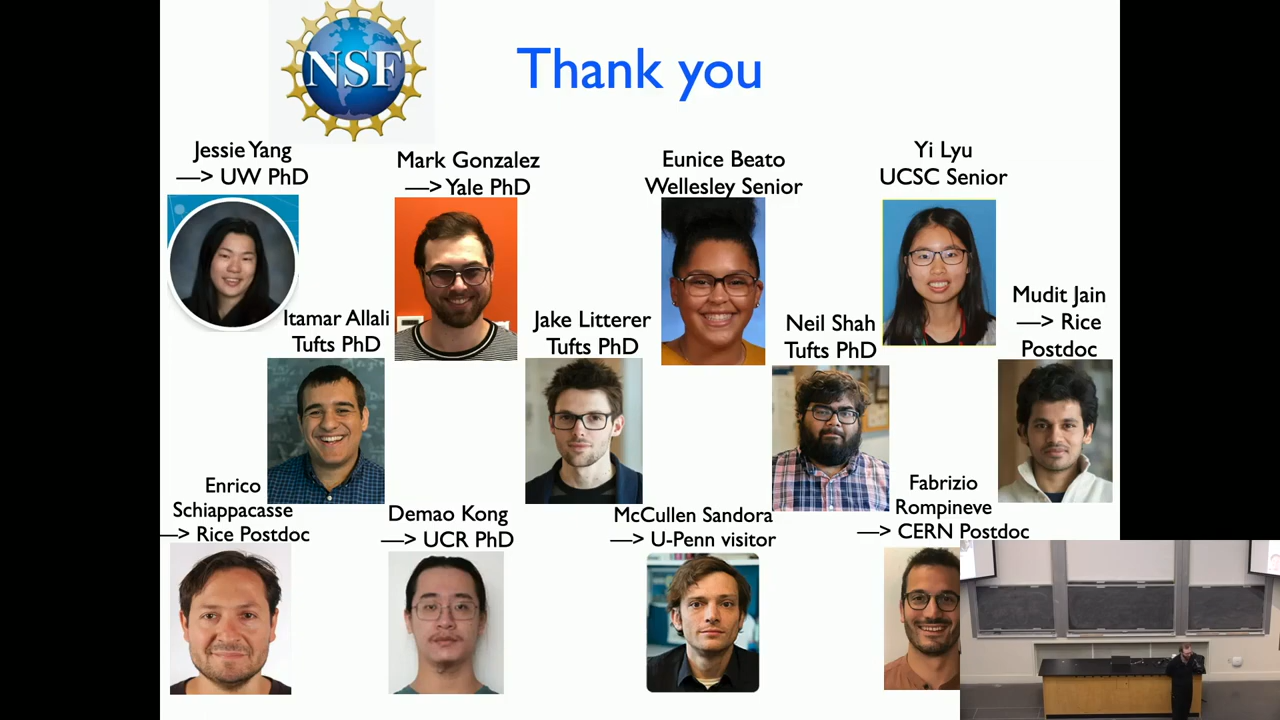 NSF
Thank you
Jessie Yang
—> UW PhD
Mark Gonzalez
—> Yale PhD
Eunice Beato
Wellesley Senior
Yi Lyu
UCSC Senior
Itamar Allali
Tufts PhD
Jake Litterer
Tufts PhD
Neil Shah
Tufts PhD
Mudit Jain
—> Rice
Postdoc
Enrico
Schiappacasse
—> Rice Postdoc
Demao Kong
—> UCR PhD
McCullen Sandora
—> U-Penn visitor
Fabrizio
Rompineve
—> CERN Postdoc